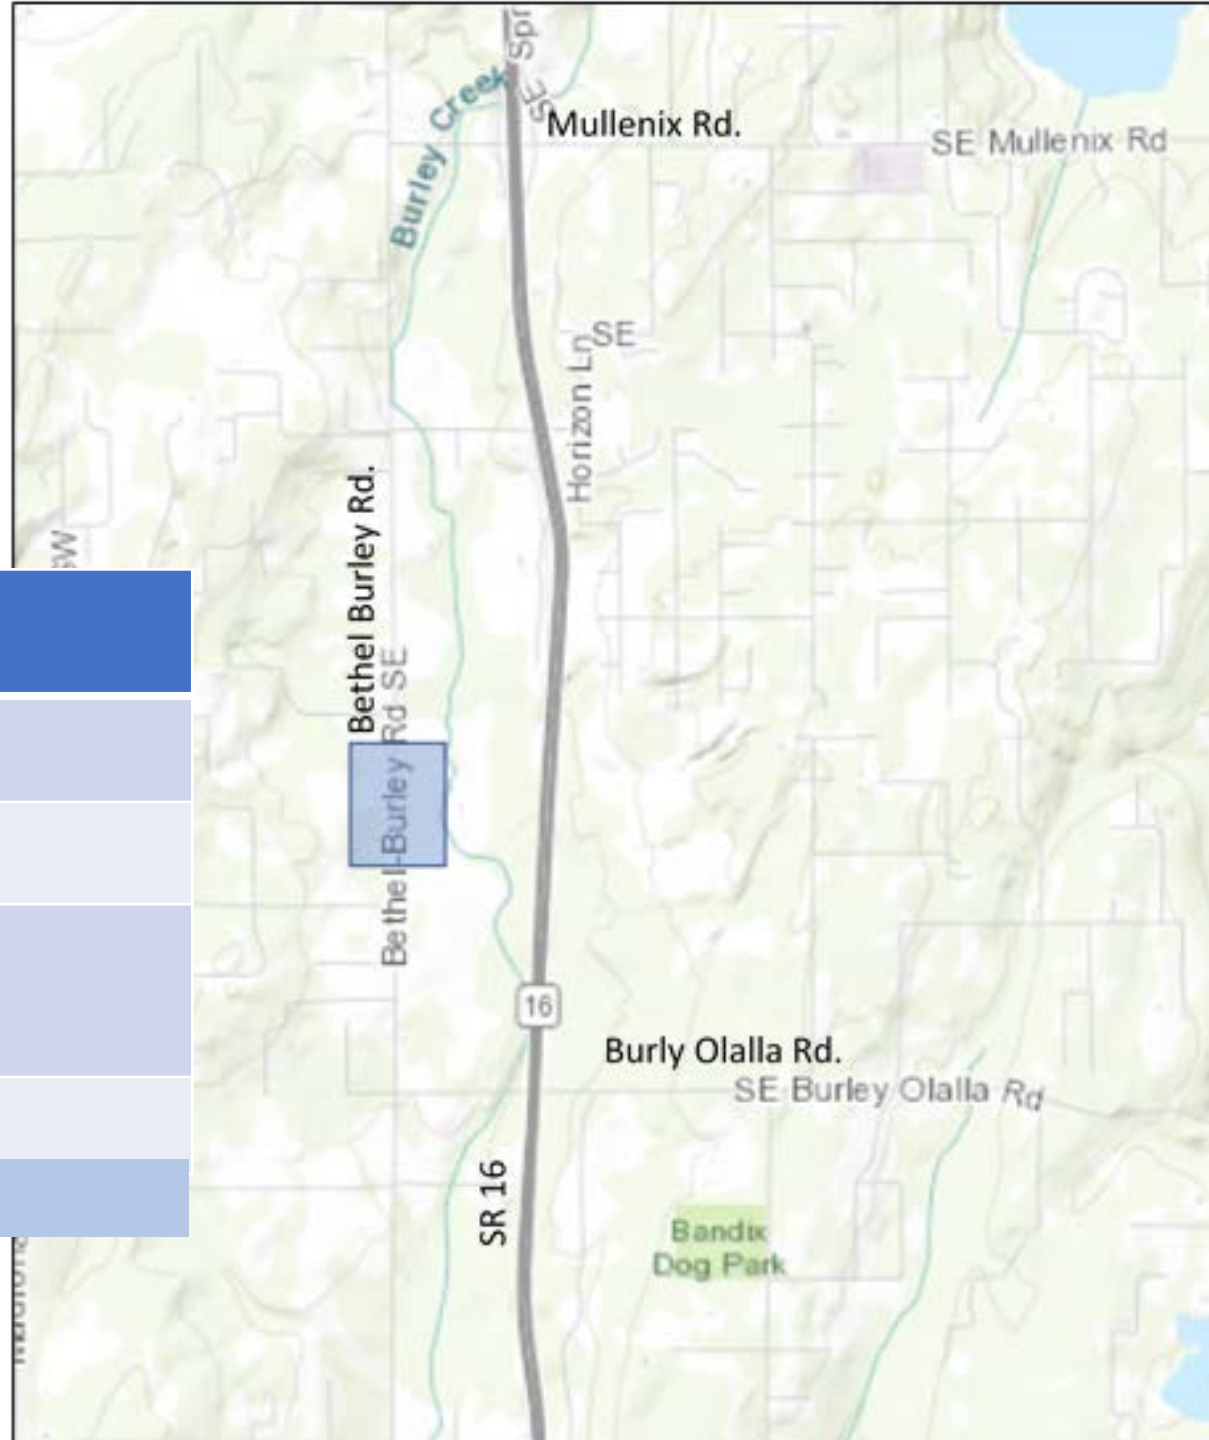 Spr
SE
Burley Creek
Mullenix Rd.
SE Mullenix Rd
SE
Horizon Ln
Bethel Burley Rd.
SW
Bethel-Burley Rd SE
16
Burly Olalla Rd.
SE Burley Olalla Rd
SR 16
Bandix
Dog Park